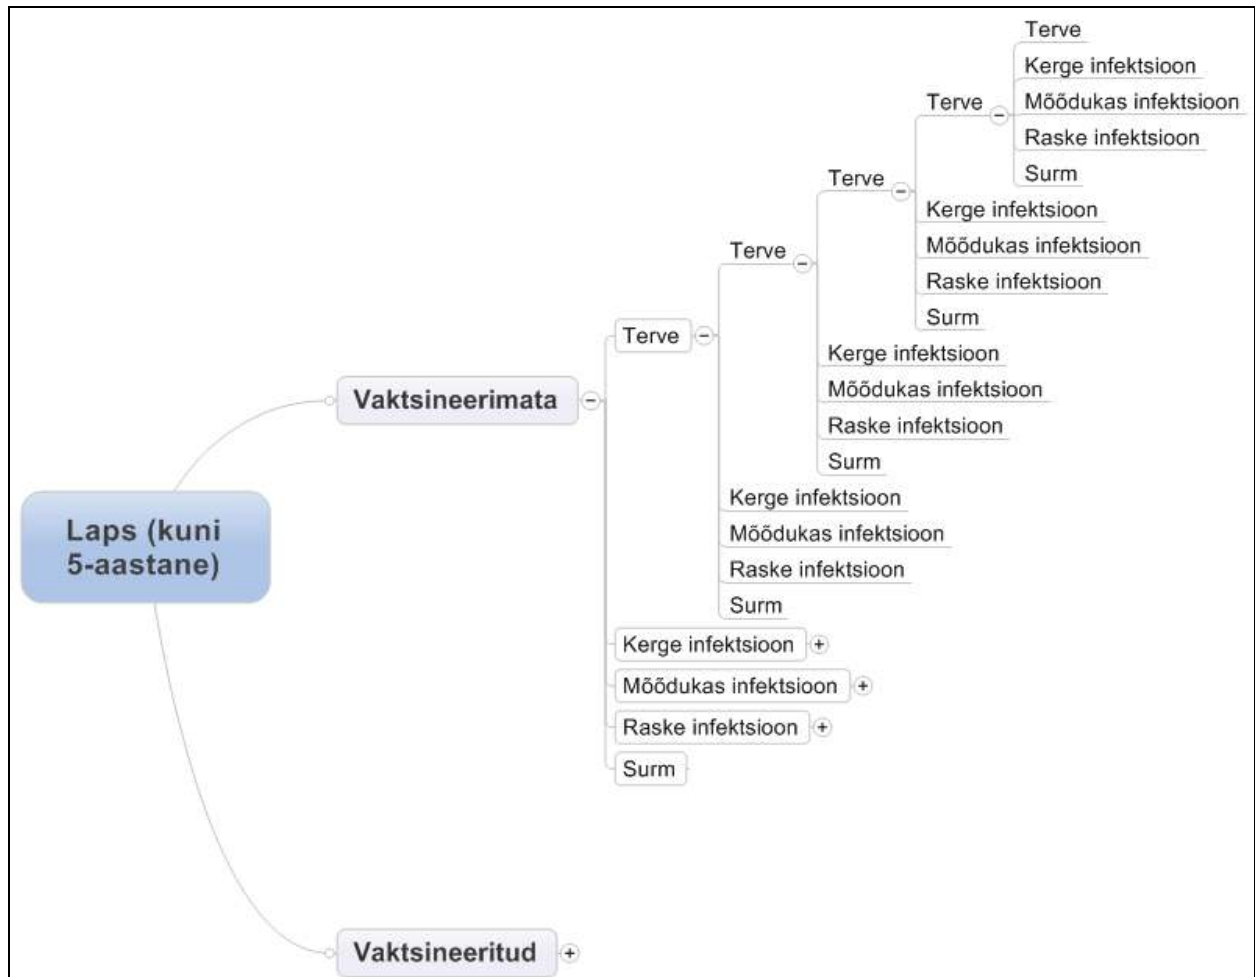 Terve
Kerge infektsioon
Mõõdukas infektsioon
Raske infektsioon
Surm
Terve
Kerge infektsioon
Mõõdukas infektsioon
Raske infektsioon
Surm
Terve
Kerge infektsioon
Mõõdukas infektsioon
Raske infektsioon
Surm
Terve
Kerge infektsioon
Mõõdukas infektsioon
Raske infektsioon
Surm
Terve
Kerge infektsioon
Mõõdukas infektsioon
Raske infektsioon
Surm
Vaktsineerimata
Laps (kuni
5-aastane)
Vaktsineeritud